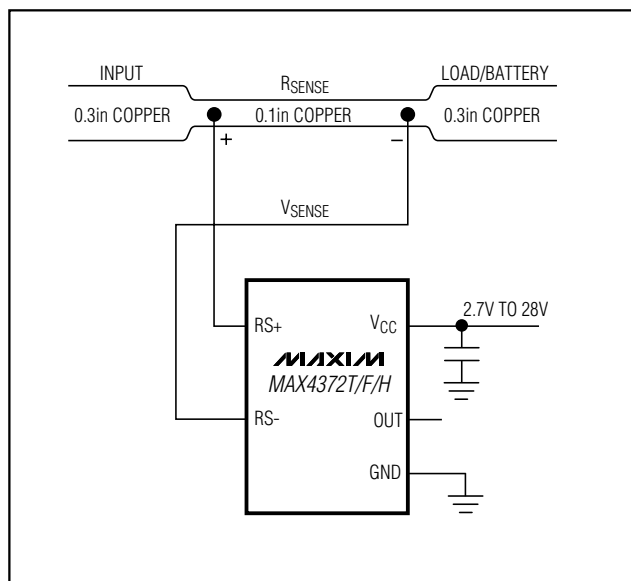 INPUT RSENSE LOAD/BATTERY
0.3in COPPER 0.1in COPPER 0.3in COPPER
+ −
VSENSE
2.7V TO 28V
RS+ VCC
MAXIM
MAX4372T/F/H
RS- OUT
GND